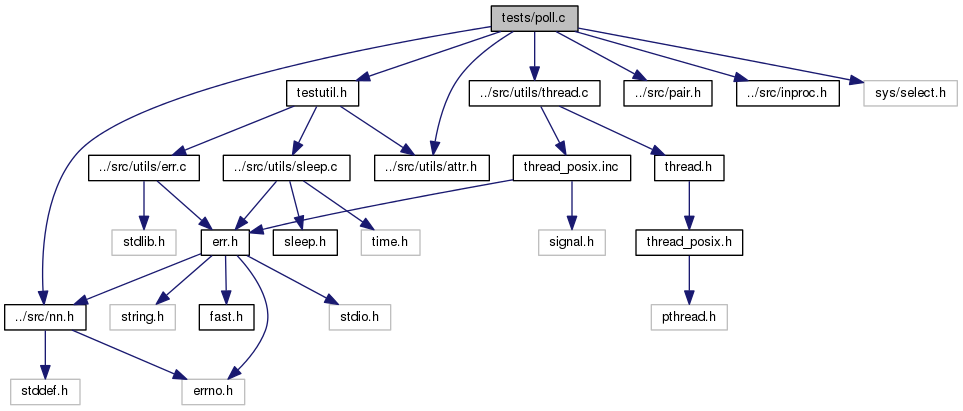 tests/poll.c
testutil.h
../src/utils/thread.c
../src/pair.h
../src/inproc.h
sys/select.h
../src/utils/err.c
../src/utils/sleep.c
../src/utils/attr.h
thread_posix.inc
thread.h
stdlib.h
err.h
sleep.h
time.h
signal.h
thread_posix.h
../src/nn.h
string.h
fast.h
stdio.h
pthread.h
stddef.h
errno.h